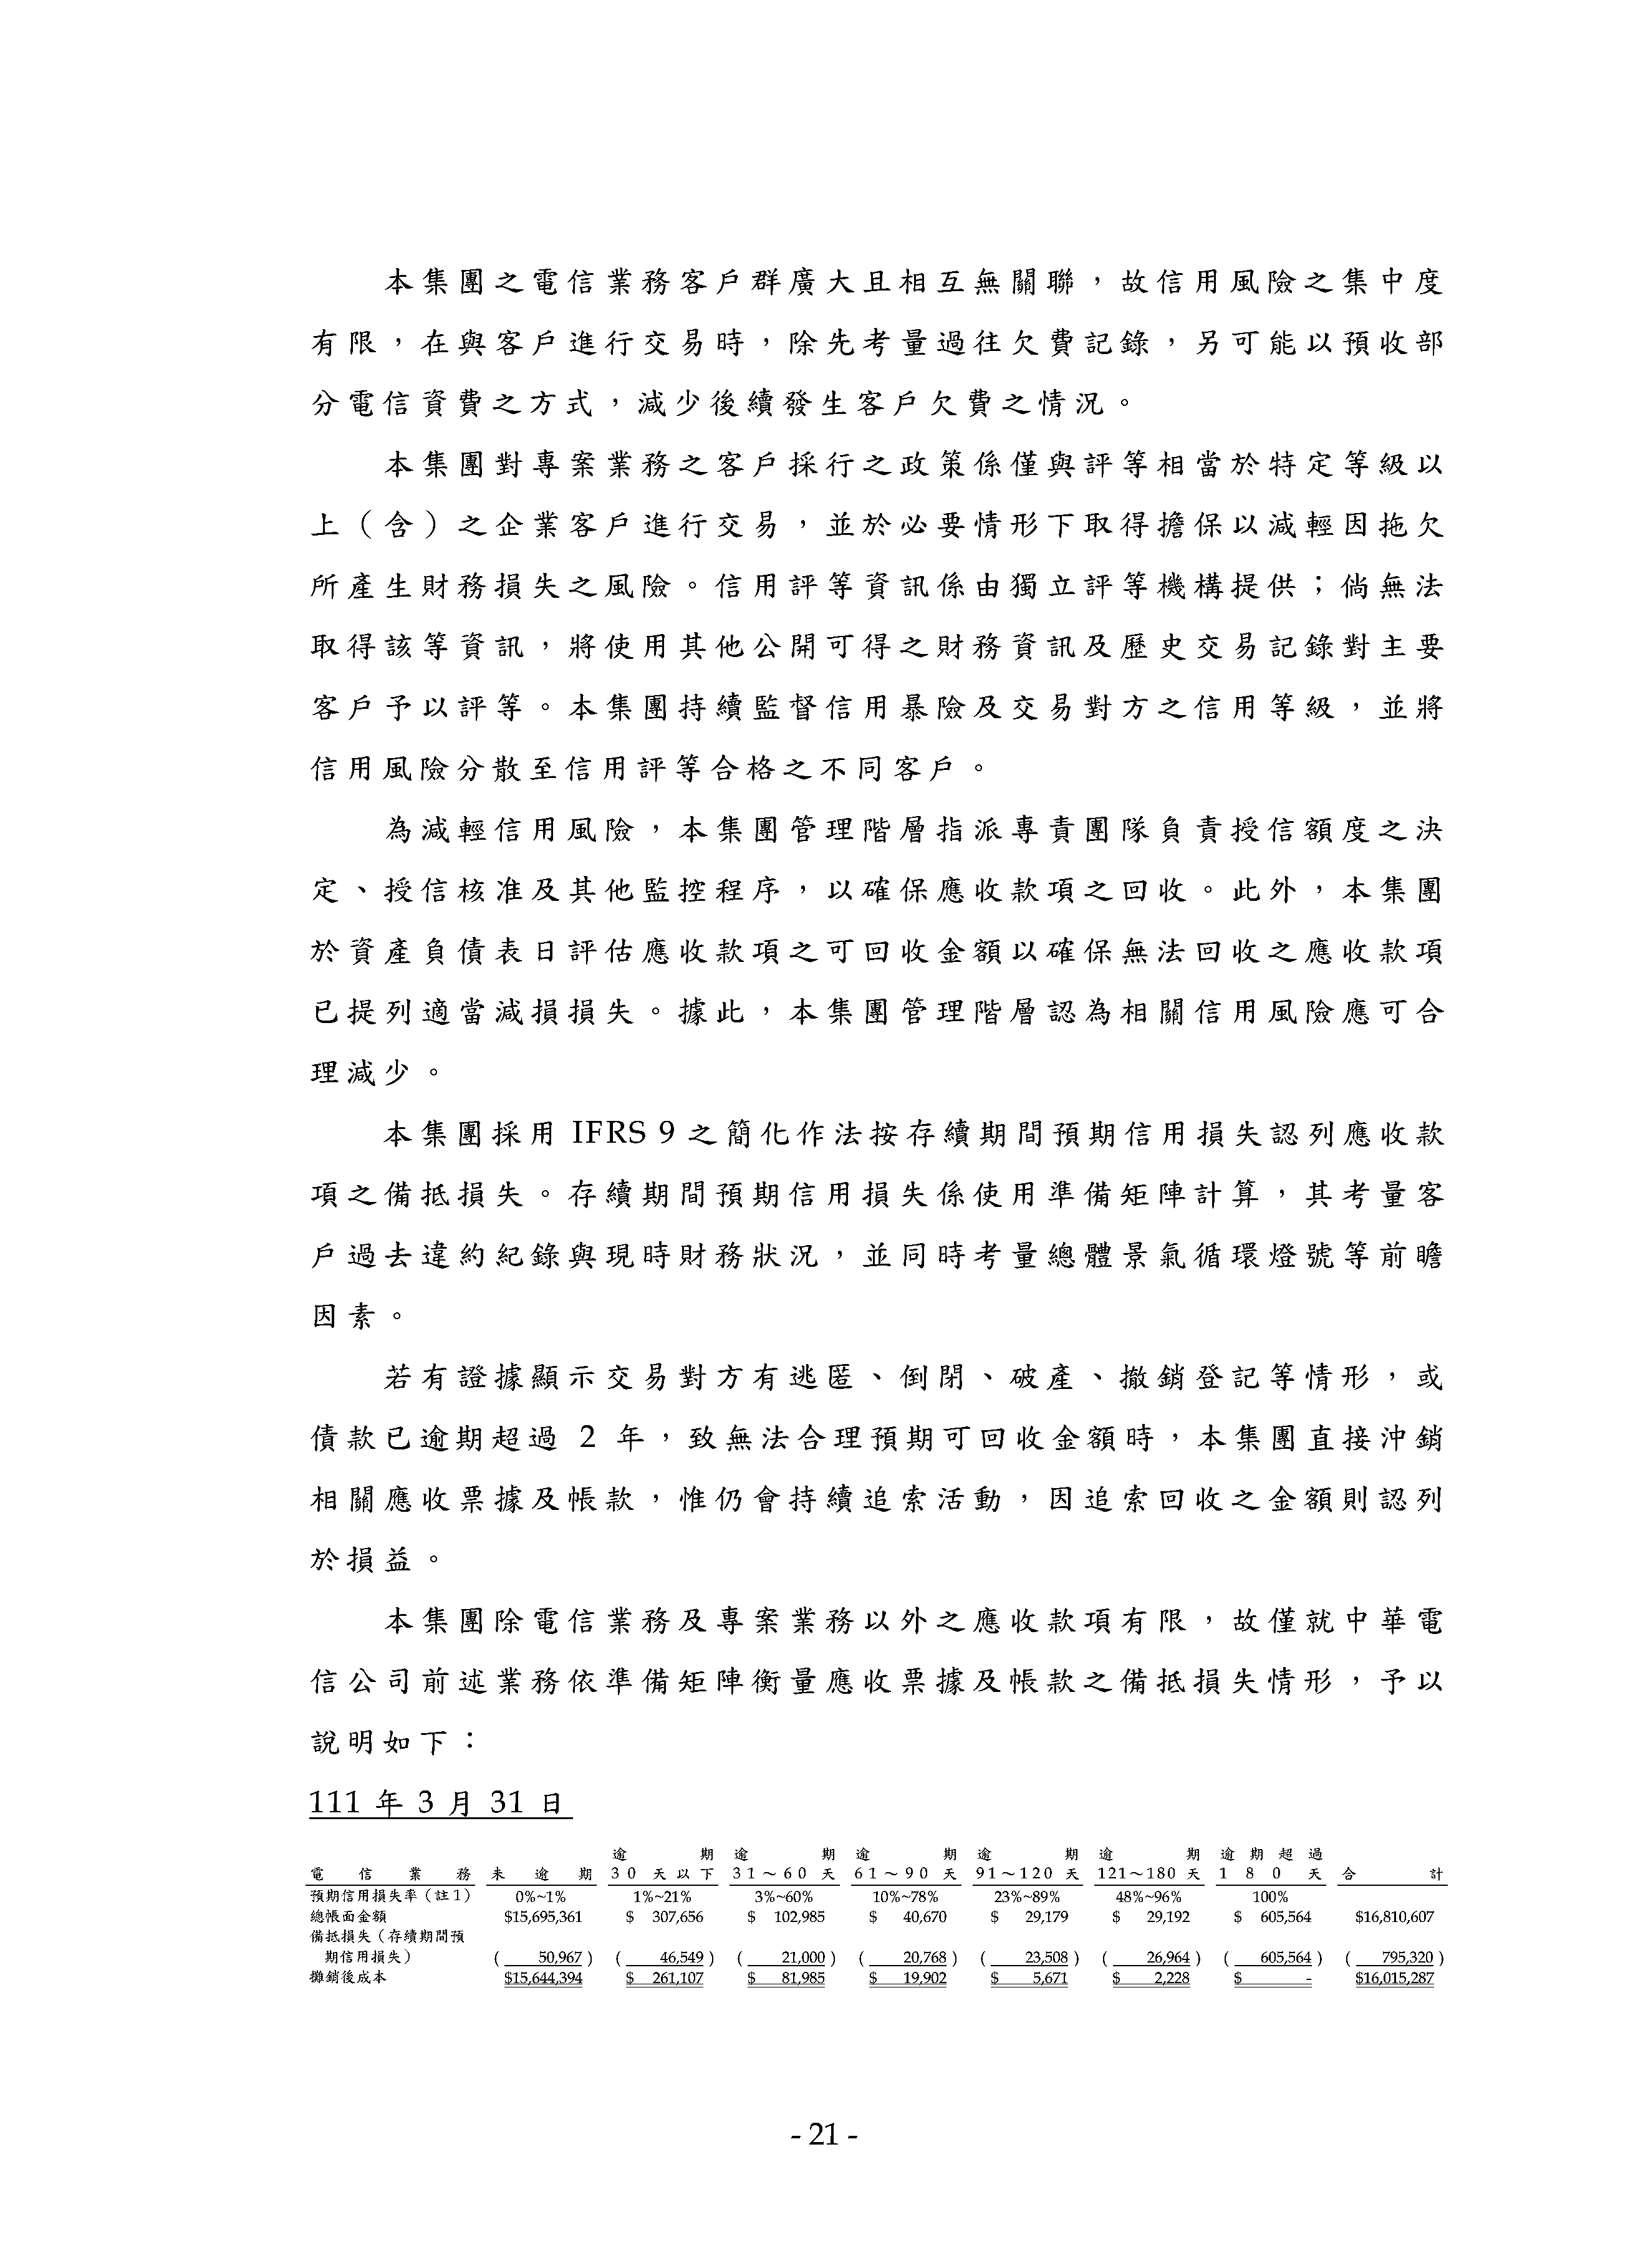 本集團之電信業務客戶群廣大且相互無關聯，故信用風險之集中度
有限，在與客戶進行交易時，除先考量過往欠費記錄，另可能以預收部
分電信資費之方式，減少後續發生客戶欠費之情況。
本集團對專案業務之客戶採行之政策係僅與評等相當於特定等級以
上（含）之企業客戶進行交易，並於必要情形下取得擔保以減輕因拖欠
所產生財務損失之風險。信用評等資訊係由獨立評等機構提供；倘無法
取得該等資訊，將使用其他公開可得之財務資訊及歷史交易記錄對主要
客戶予以評等。本集團持續監督信用暴險及交易對方之信用等級，並將
信用風險分散至信用評等合格之不同客戶。
為減輕信用風險，本集團管理階層指派專責團隊負責授信額度之決
定、授信核准及其他監控程序，以確保應收款項之回收。此外，本集團
於資產負債表日評估應收款項之可回收金額以確保無法回收之應收款項
已提列適當減損損失。據此，本集團管理階層認為相關信用風險應可合
理減少。
本集團採用 IFRS 9 之簡化作法按存續期間預期信用損失認列應收款
項之備抵損失。存續期間預期信用損失係使用準備矩陣計算，其考量客
戶過去違約紀錄與現時財務狀況，並同時考量總體景氣循環燈號等前瞻
因素。
若有證據顯示交易對方有逃匿、倒閉、破產、撤銷登記等情形，或
債款已逾期超過 2 年，致無法合理預期可回收金額時，本集團直接沖銷
相關應收票據及帳款，惟仍會持續追索活動，因追索回收之金額則認列
於損益。
本集團除電信業務及專案業務以外之應收款項有限，故僅就中華電
信公司前述業務依準備矩陣衡量應收票據及帳款之備抵損失情形，予以
說明如下：
111 年 3 月 31 日
逾期 逾期 逾期 逾期 逾期 逾期超過
電信業務 未逾期 30 天以下 31～60 天 61～90 天 91～120 天 121～180 天 180 天 合計
預期信用損失率（註1） 0%~1% 1%~21% 3%~60% 10%~78% 23%~89% 48%~96% 100%
總帳面金額 $15,695,361 $ 307,656 $ 102,985 $ 40,670 $ 29,179 $ 29,192 $ 605,564 $16,810,607
備抵損失（存續期間預
期信用損失） ( 50,967 ) ( 46,549 ) ( 21,000 ) ( 20,768 ) ( 23,508 ) ( 26,964 ) ( 605,564 ) ( 795,320 )
攤銷後成本 $15,644,394 $ 261,107 $ 81,985 $ 19,902 $ 5,671 $ 2,228 $ - $16,015,287
- 21 -